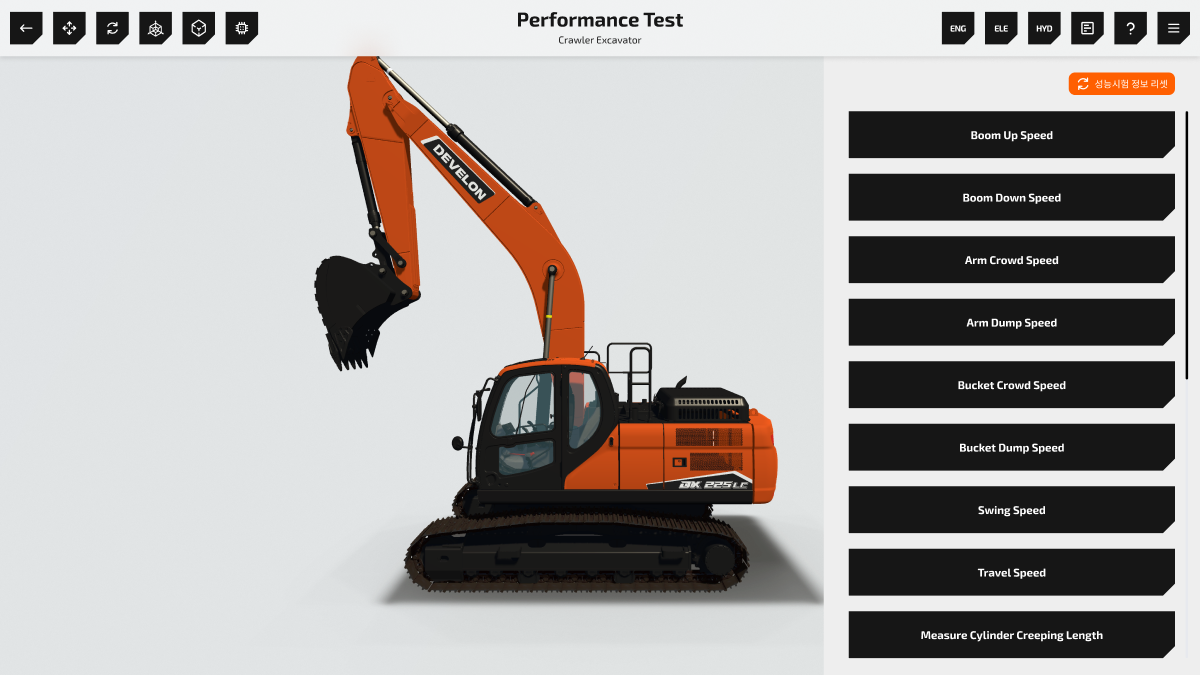 Performance Test
Crawler Excavator
ENG
ELE
HYD
?
성능시험 정보 리셋
Boom Up Speed
Boom Down Speed
Arm Crowd Speed
Arm Dump Speed
Bucket Crowd Speed
Bucket Dump Speed
Swing Speed
Travel Speed
Measure Cylinder Creeping Length
DEVELON
DX 225LC